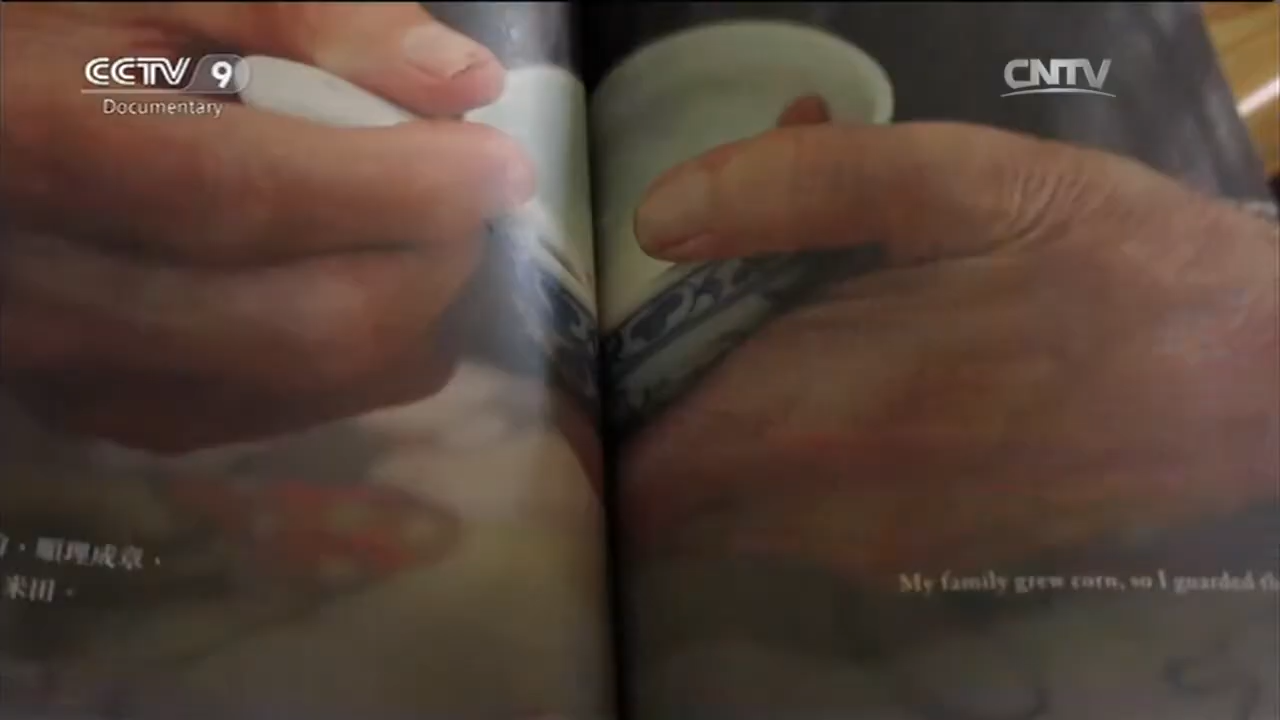 CCTV 9
Documentary
CNTV
，順理成章，
米田。
My family grew corn, so I guarded